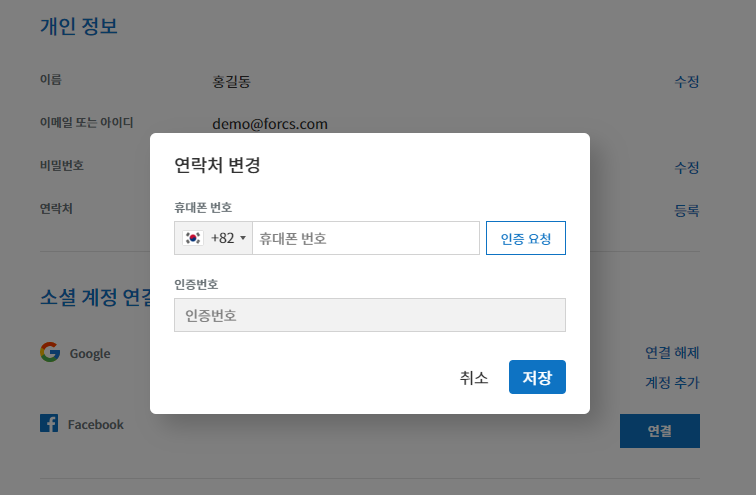 개인 정보
이름
홍길동
수정
이메일 또는 아이디
demo@forcs.com
비밀번호
수정
연락처
등록
연락처 변경
휴대폰 번호
+82
휴대폰 번호
인증 요청
인증번호
인증번호
취소
저장
소셜 계정 연결
Google
연결 해제
계정 추가
Facebook
연결